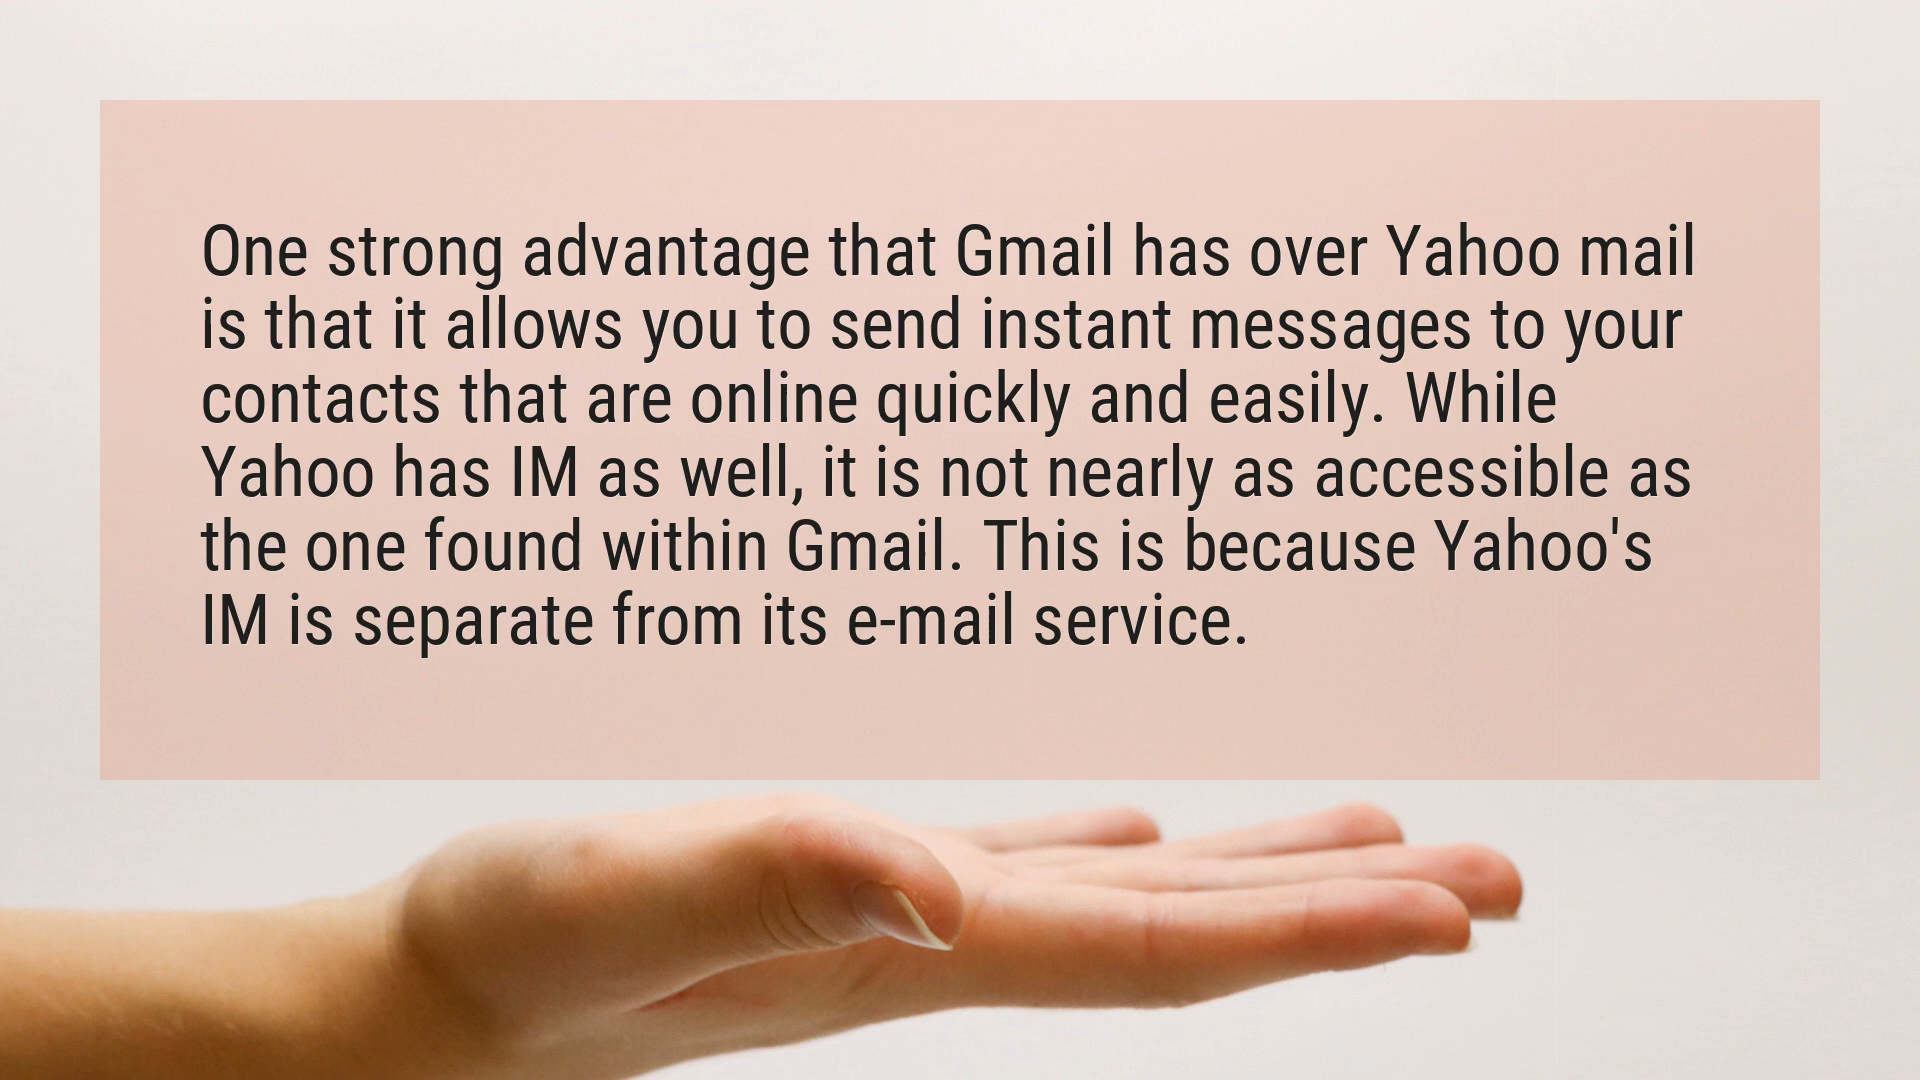 One strong advantage that Gmail has over Yahoo mail
is that it allows you to send instant messages to your
contacts that are online quickly and easily. While
Yahoo has IM as well, it is not nearly as accessible as
the one found within Gmail. This is because Yahoo's
IM is separate from its e-mail service.